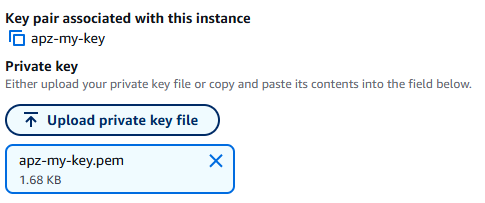 Key pair associated with this instance
apz-my-key
Private key
Either upload your private key file or copy and paste its contents into the field below.
Upload private key file
apz-my-key.pem
1.68 KB